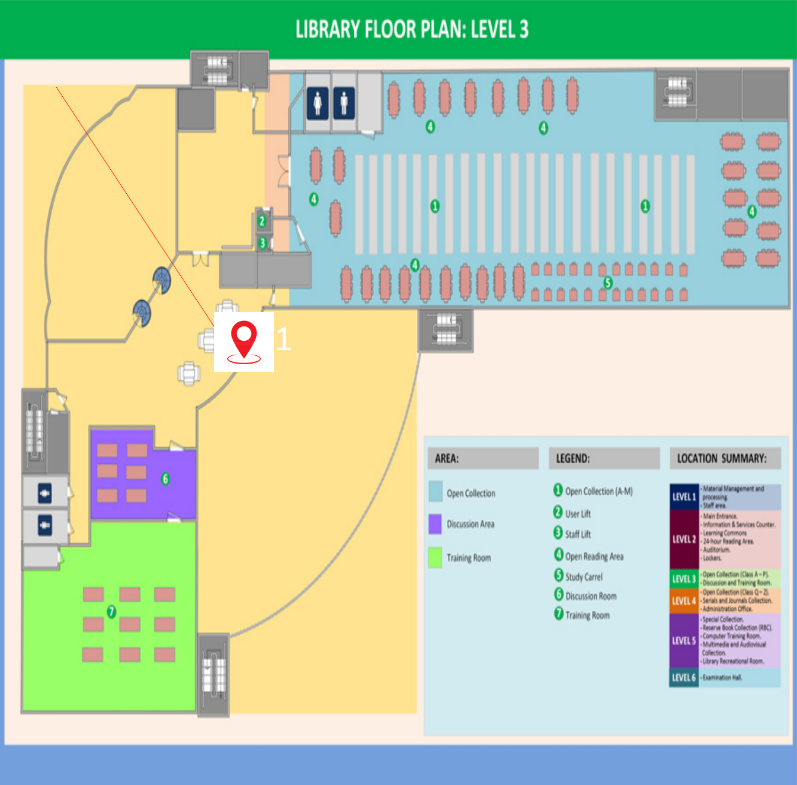 LIBRARY FLOOR PLAN: LEVEL 3
4
4
4
1
1
4
2
3
4
5
1
6
7
AREA:
Open Collection
Discussion Area
Training Room
LEGEND:
1 Open Collection (A-M)
2 User Lift
3 Staff Lift
4 Open Reading Area
5 Study Carrel
6 Discussion Room
7 Training Room
LOCATION SUMMARY:
LEVEL 1
- Material Management and
processing.
- Staff area.
LEVEL 2
- Main Entrance.
- Information & Services Counter.
- Learning Commons
- 24-hour Reading Area.
- Auditorium.
- Lockers.
LEVEL 3
- Open Collection (Class A – P).
- Discussion and Training Room.
LEVEL 4
- Open Collection (Class Q – Z).
- Serials and Journals Collection.
- Administration Office.
LEVEL 5
- Special Collection.
- Reserve Book Collection (RBC).
- Computer Training Room.
- Multimedia and Audiovisual
Collection.
- Library Recreational Room.
LEVEL 6
- Examination Hall.